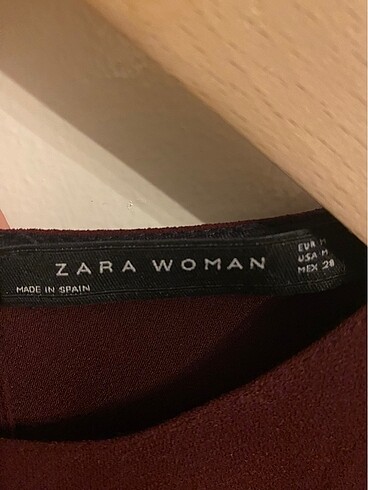 ZARA WOMAN
MADE IN SPAIN
EUR M
USA M
MEX 28